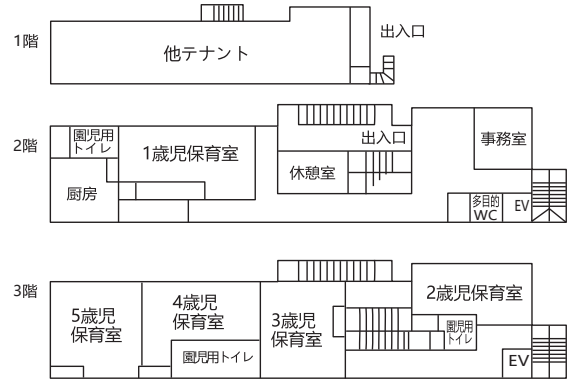 1階
他テナント
出入口
2階
園児用
トイレ
1歳児保育室
出入口
事務室
休憩室
厨房
多目的
WC
EV
3階
5歳児
保育室
4歳児
保育室
3歳児
保育室
2歳児保育室
園児用
トイレ
園児用トイレ
EV